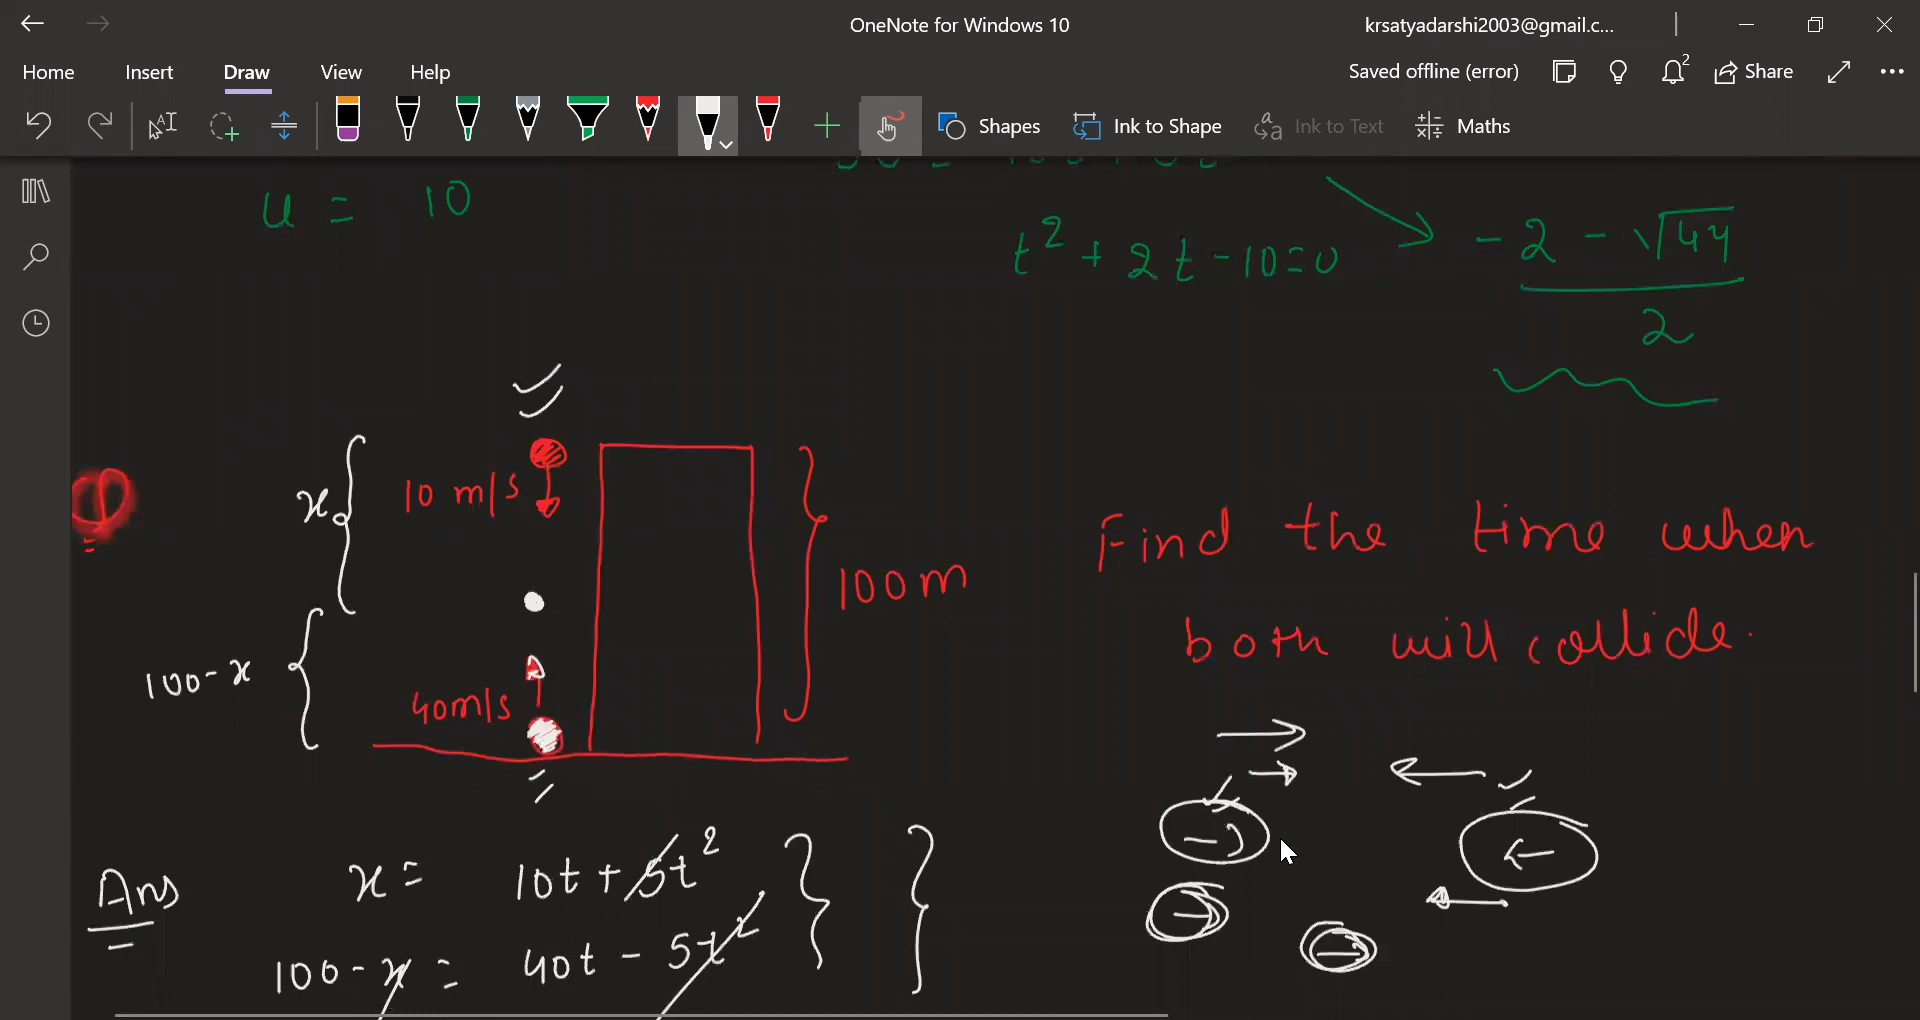 OneNote for Windows 10
krsatyadarshi2003@gmail.c...
Home Insert Draw View Help
Saved offline (error) 2 Share
Shapes Ink to Shape Ink to Text Maths
u = 10
t² + 2t - 10 = 0
- 2 - √44
2
x
10 m/s
100m
Find the time when
both will collide.
100 - x
40m/s
Ans
x = 10t + 5t²
100 - x = 40t - 5t²